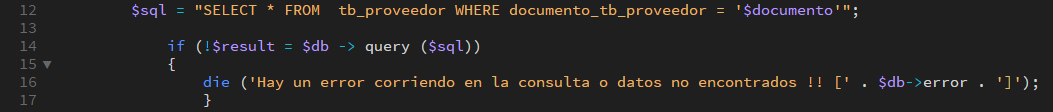 12 $sql = "SELECT * FROM  tb_proveedor WHERE documento_tb_proveedor = '$documento'";
13
14 if (!$result = $db -> query ($sql))
15 {
16 die ('Hay un error corriendo en la consulta o datos no encontrados !! [' . $db->error . ']');
17 }